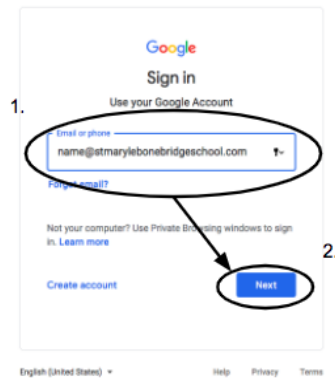 Google
Sign in
1.
Use your Google Account
Email or phone
name@stmarylebonebridgeschool.com
Forgot email?
Not your computer? Use Private Browsing windows to sign
in. Learn more
2.
Create account
Next
English (United States)
Help
Privacy
Terms